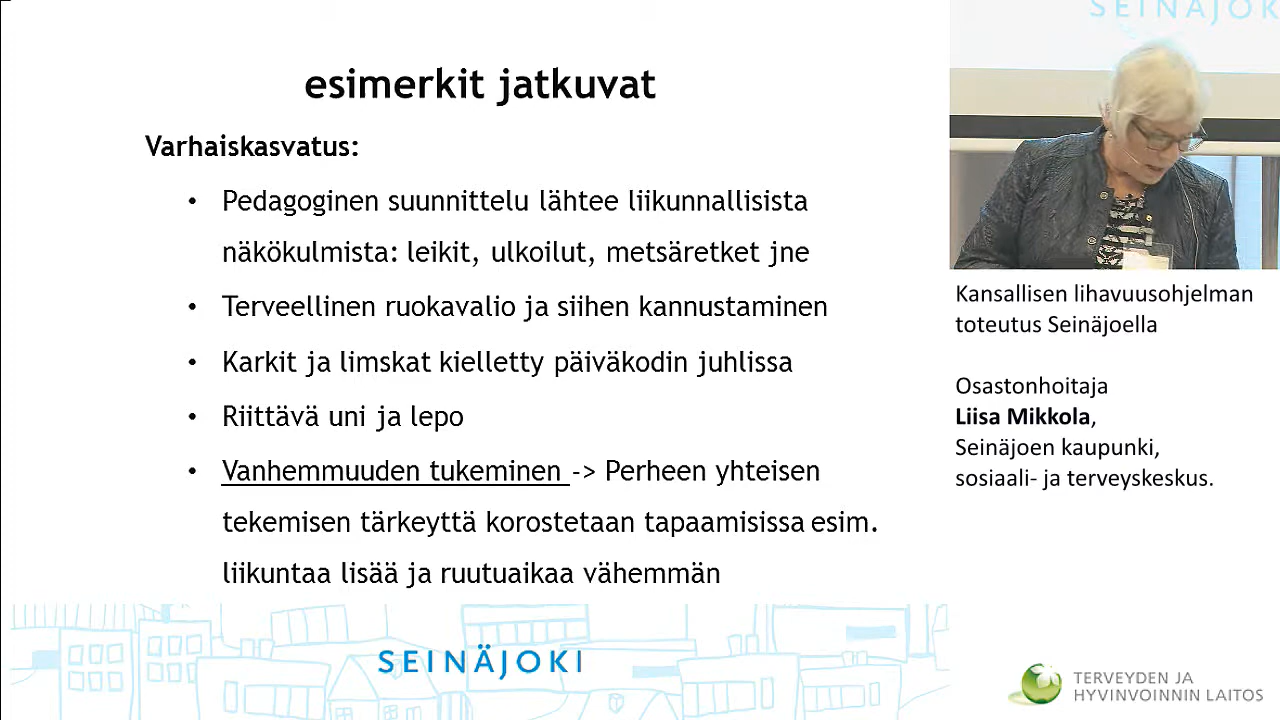 esimerkit jatkuvat
Varhaiskasvatus:
• Pedagoginen suunnittelu lähtee liikunnallisista
näkökulmista: leikit, ulkoilut, metsäretket jne
• Terveellinen ruokavalio ja siihen kannustaminen
• Karkit ja limskat kielletty päiväkodin juhlissa
• Riittävä uni ja lepo
• Vanhemmuuden tukeminen -> Perheen yhteisen
tekemisen tärkeyttä korostetaan tapaamisissa esim.
liikuntaa lisää ja ruutuaikaa vähemmän
SEINÄJOKI
SEINÄJOK
Kansallisen lihavuusohjelman
toteutus Seinäjoella
Osastonhoitaja
Liisa Mikkola,
Seinäjoen kaupunki,
sosiaali- ja terveyskeskus.
TERVEYDEN JA
HYVINVOINNIN LAITOS